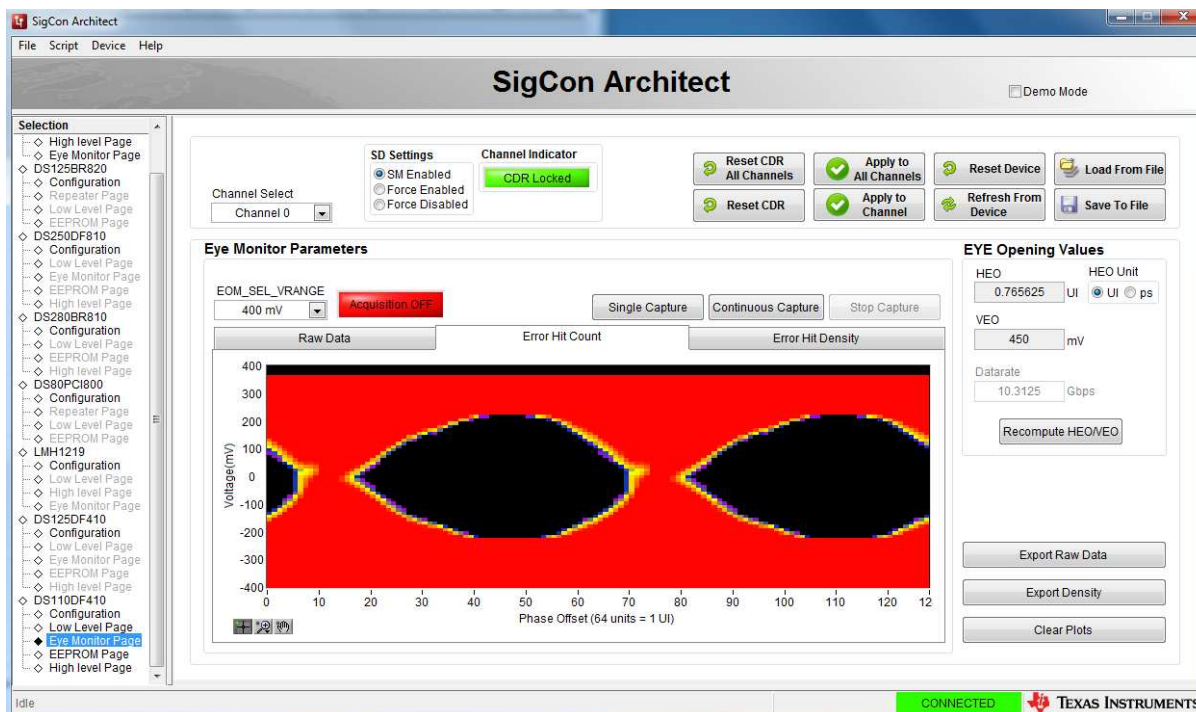 SigCon Architect
File Script Device Help
SigCon Architect
Demo Mode
Selection
High level Page
Eye Monitor Page
DS125BR820
Configuration
Repeater Page
Low Level Page
EEPROM Page
DS250DF810
Configuration
Low Level Page
Eye Monitor Page
EEPROM Page
High level Page
DS280BR810
Configuration
Low Level Page
EEPROM Page
High level Page
DS80PCI800
Configuration
Repeater Page
Low Level Page
EEPROM Page
LMH1219
Configuration
Low Level Page
High level Page
Eye Monitor Page
DS125DF410
Configuration
Low Level Page
Eye Monitor Page
EEPROM Page
High level Page
DS110DF410
Configuration
Low Level Page
Eye Monitor Page
EEPROM Page
High level Page
Channel Select
Channel 0
SD Settings
SM Enabled
Force Enabled
Force Disabled
Channel Indicator
CDR Locked
Reset CDR
All Channels
Apply to
All Channels
Reset Device
Load From File
Reset CDR
Apply to
Channel
Refresh From
Device
Save To File
Eye Monitor Parameters
EOM_SEL_VRANGE
400 mV
Acquisition OFF
Single Capture
Continuous Capture
Stop Capture
Raw Data
Error Hit Count
Error Hit Density
Voltage(mV)
400
300
200
100
0
-100
-200
-300
-400
0 10 20 30 40 50 60 70 80 90 100 110 120 12
Phase Offset (64 units = 1 UI)
EYE Opening Values
HEO
0.765625 UI
HEO Unit
UI ps
VEO
450 mV
Datarate
10.3125 Gbps
Recompute HEO/VEO
Export Raw Data
Export Density
Clear Plots
Idle
CONNECTED
TEXAS INSTRUMENTS